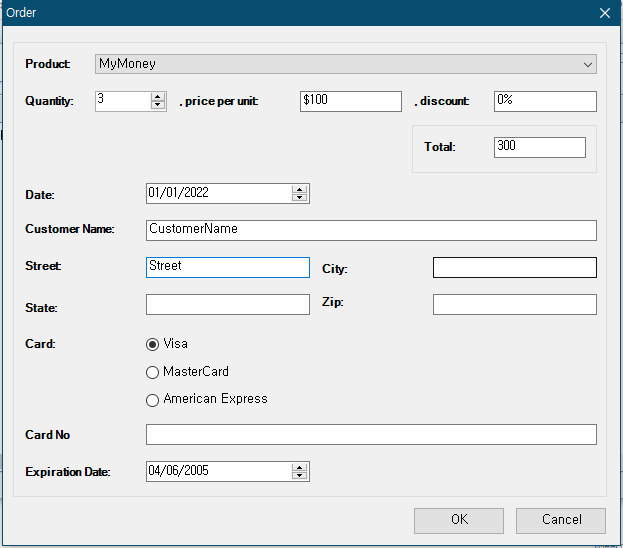 Order
Product: MyMoney
Quantity: 3 , price per unit: $100 , discount: 0%
Total: 300
Date: 01/01/2022
Customer Name: CustomerName
Street: Street City:
State: Zip:
Card: Visa
MasterCard
American Express
Card No
Expiration Date: 04/06/2005
OK Cancel